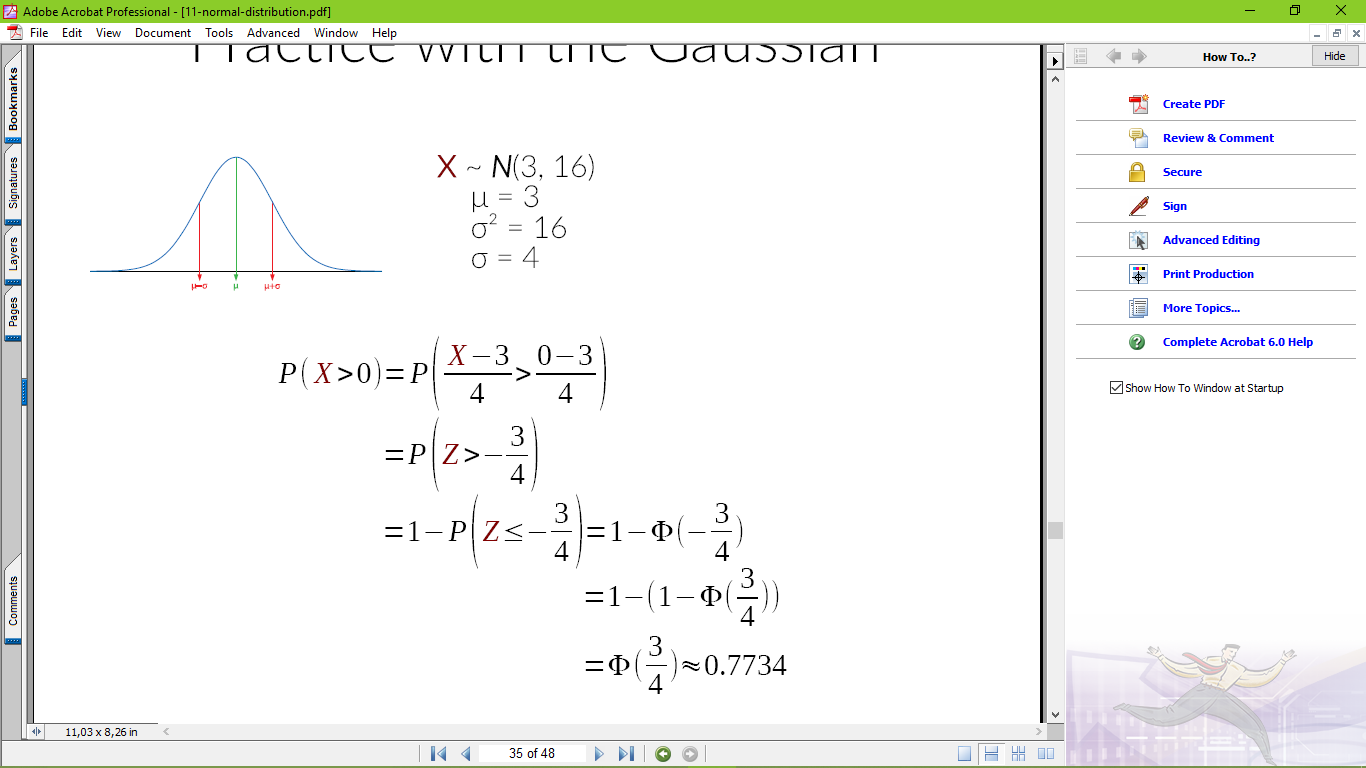 Adobe Acrobat Professional - [11-normal-distribution.pdf]
File Edit View Document Tools Advanced Window Help
Bookmarks
Signatures
Layers
Pages
Comments
Practice with the Gaussian
μ−σ μ μ+σ
X ~ N(3, 16)
μ = 3
σ² = 16
σ = 4
P(X>0)=P((X−3)/4>(0−3)/4)
=P(Z>−3/4)
=1−P(Z≤−3/4)=1−Φ(−3/4)
=1−(1−Φ(3/4))
=Φ(3/4)≈0.7734
11,03 x 8,26 in
35 of 48
How To..?
Hide
Create PDF
Review & Comment
Secure
Sign
Advanced Editing
Print Production
More Topics...
Complete Acrobat 6.0 Help
Show How To Window at Startup